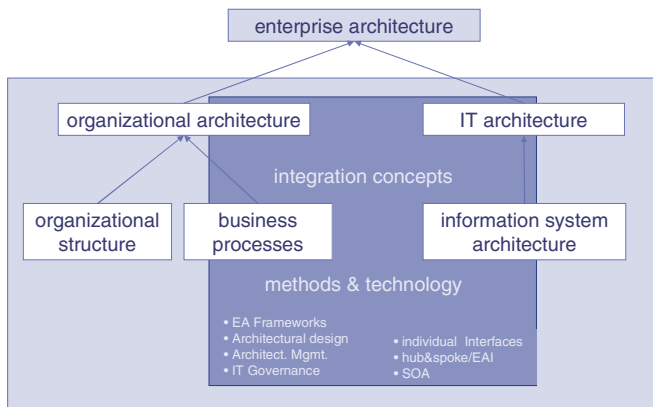 enterprise architecture
organizational architecture
IT architecture
integration concepts
organizational
structure
business
processes
information system
architecture
methods & technology
• EA Frameworks
• Architectural design
• Architect. Mgmt.
• IT Governance
• individual Interfaces
• hub&spoke/EAI
• SOA